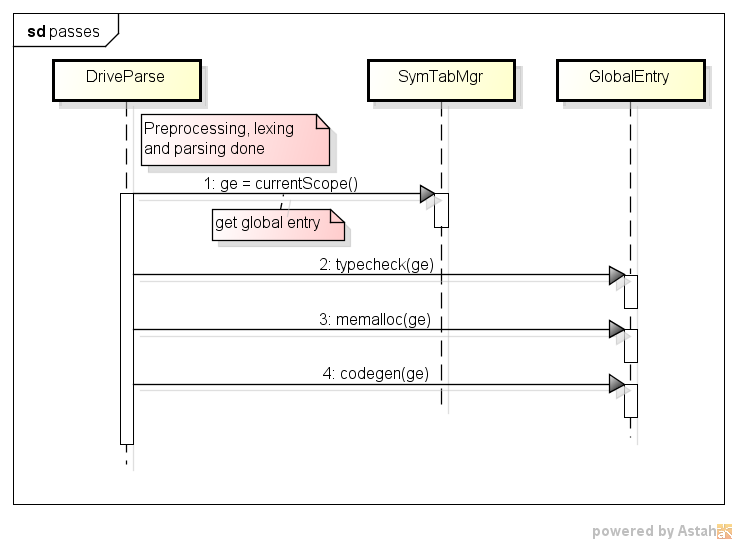 sd passes
DriveParse
SymTabMgr
GlobalEntry
Preprocessing, lexing
and parsing done
1: ge = currentScope()
get global entry
2: typecheck(ge)
3: memalloc(ge)
4: codegen(ge)
powered by Astah